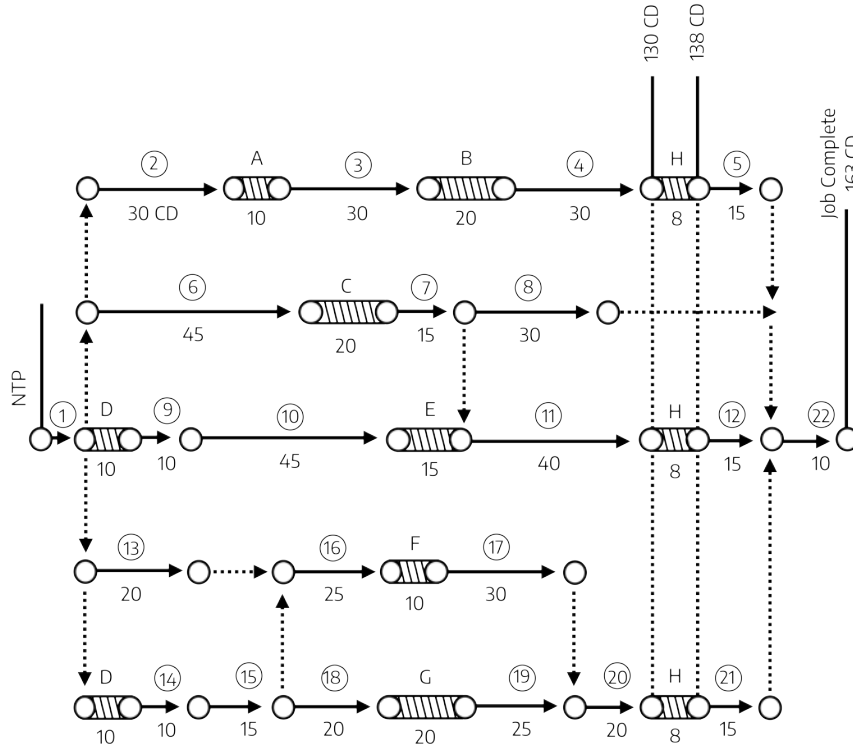 130 CD
138 CD
Job Complete
163 CD
2 A 3 B 4 H 5
30 CD 10 30 20 30 8 15
6 C 7 8
45 20 15 30
NTP
1 D 9 10 E 11 H 12 22
10 10 45 15 40 8 15 10
13 16 F 17
20 25 10 30
D 14 15 18 G 19 20 H 21
10 10 15 20 20 25 20 8 15